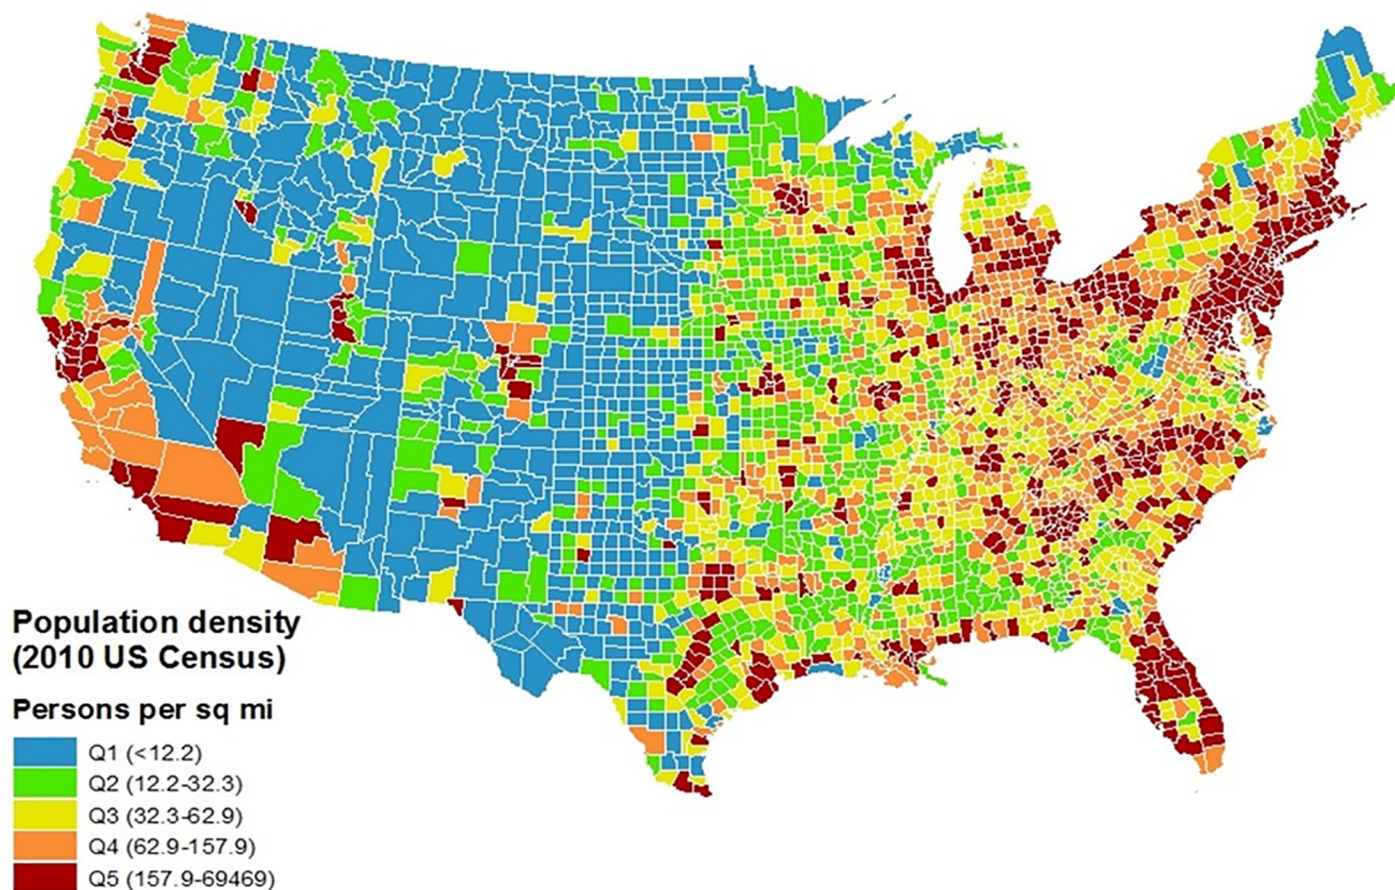 Population density
(2010 US Census)
Persons per sq mi
Q1 (<12.2)
Q2 (12.2-32.3)
Q3 (32.3-62.9)
Q4 (62.9-157.9)
Q5 (157.9-69469)